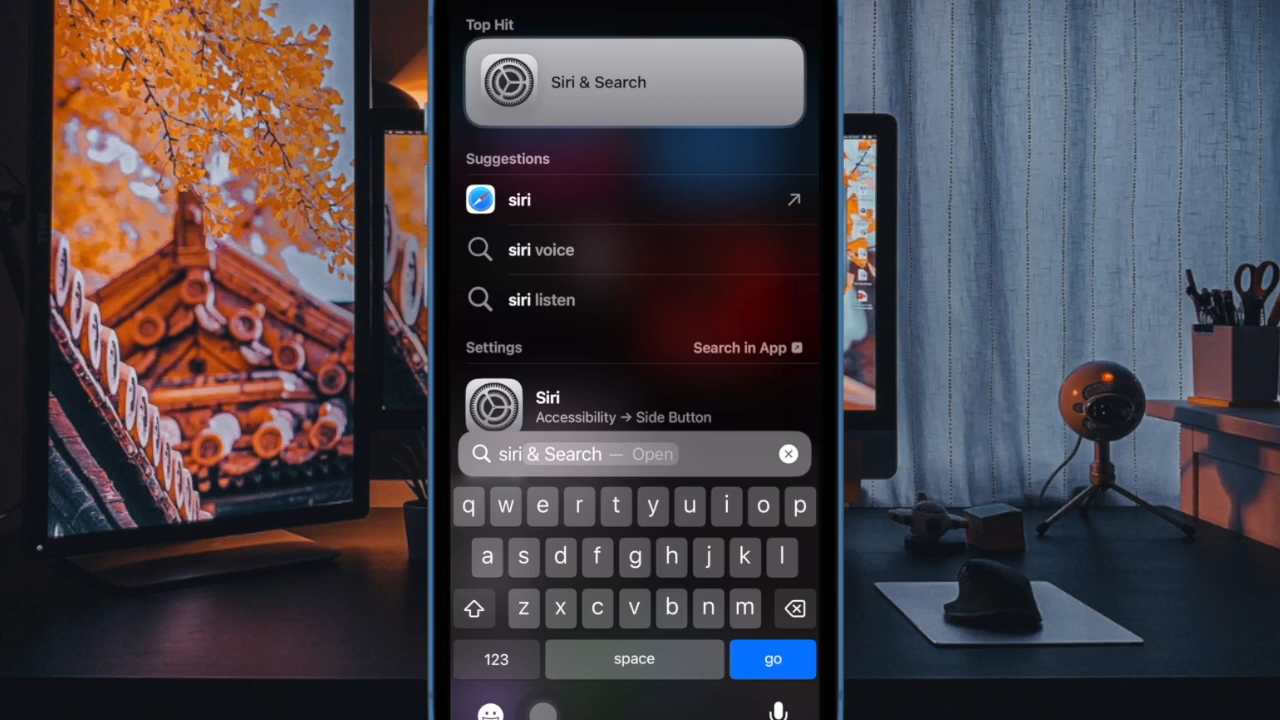 Top Hit
Siri & Search
Suggestions
siri
siri voice
siri listen
Settings
Search in App
Siri
Accessibility → Side Button
siri & Search — Open
q w e r t y u i o p
a s d f g h j k l
z x c v b n m
123 space go